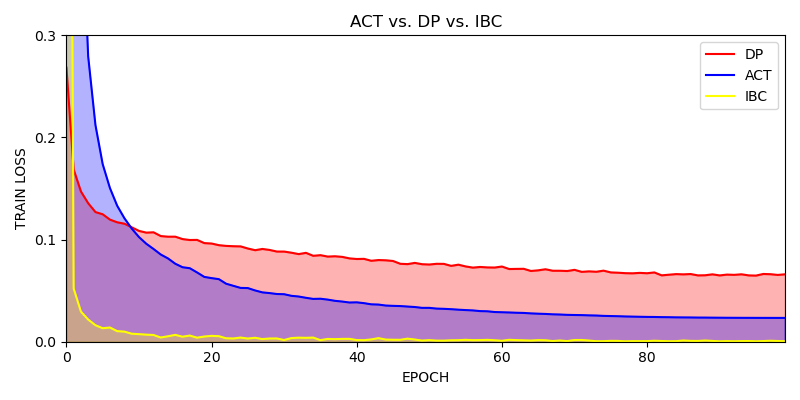 ACT vs. DP vs. IBC
DP
ACT
IBC
0.3
0.2
0.1
0.0
TRAIN LOSS
0 20 40 60 80
EPOCH